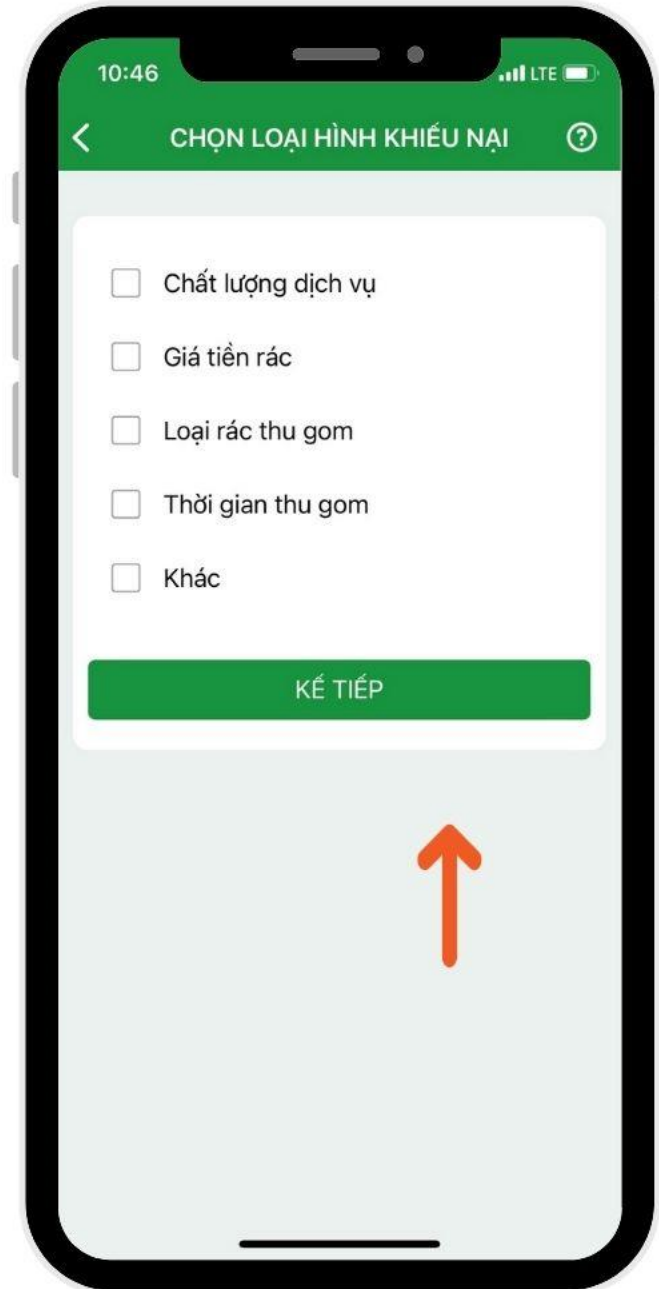 10:46
LTE
CHỌN LOẠI HÌNH KHIẾU NẠI
Chất lượng dịch vụ
Giá tiền rác
Loại rác thu gom
Thời gian thu gom
Khác
KẾ TIẾP